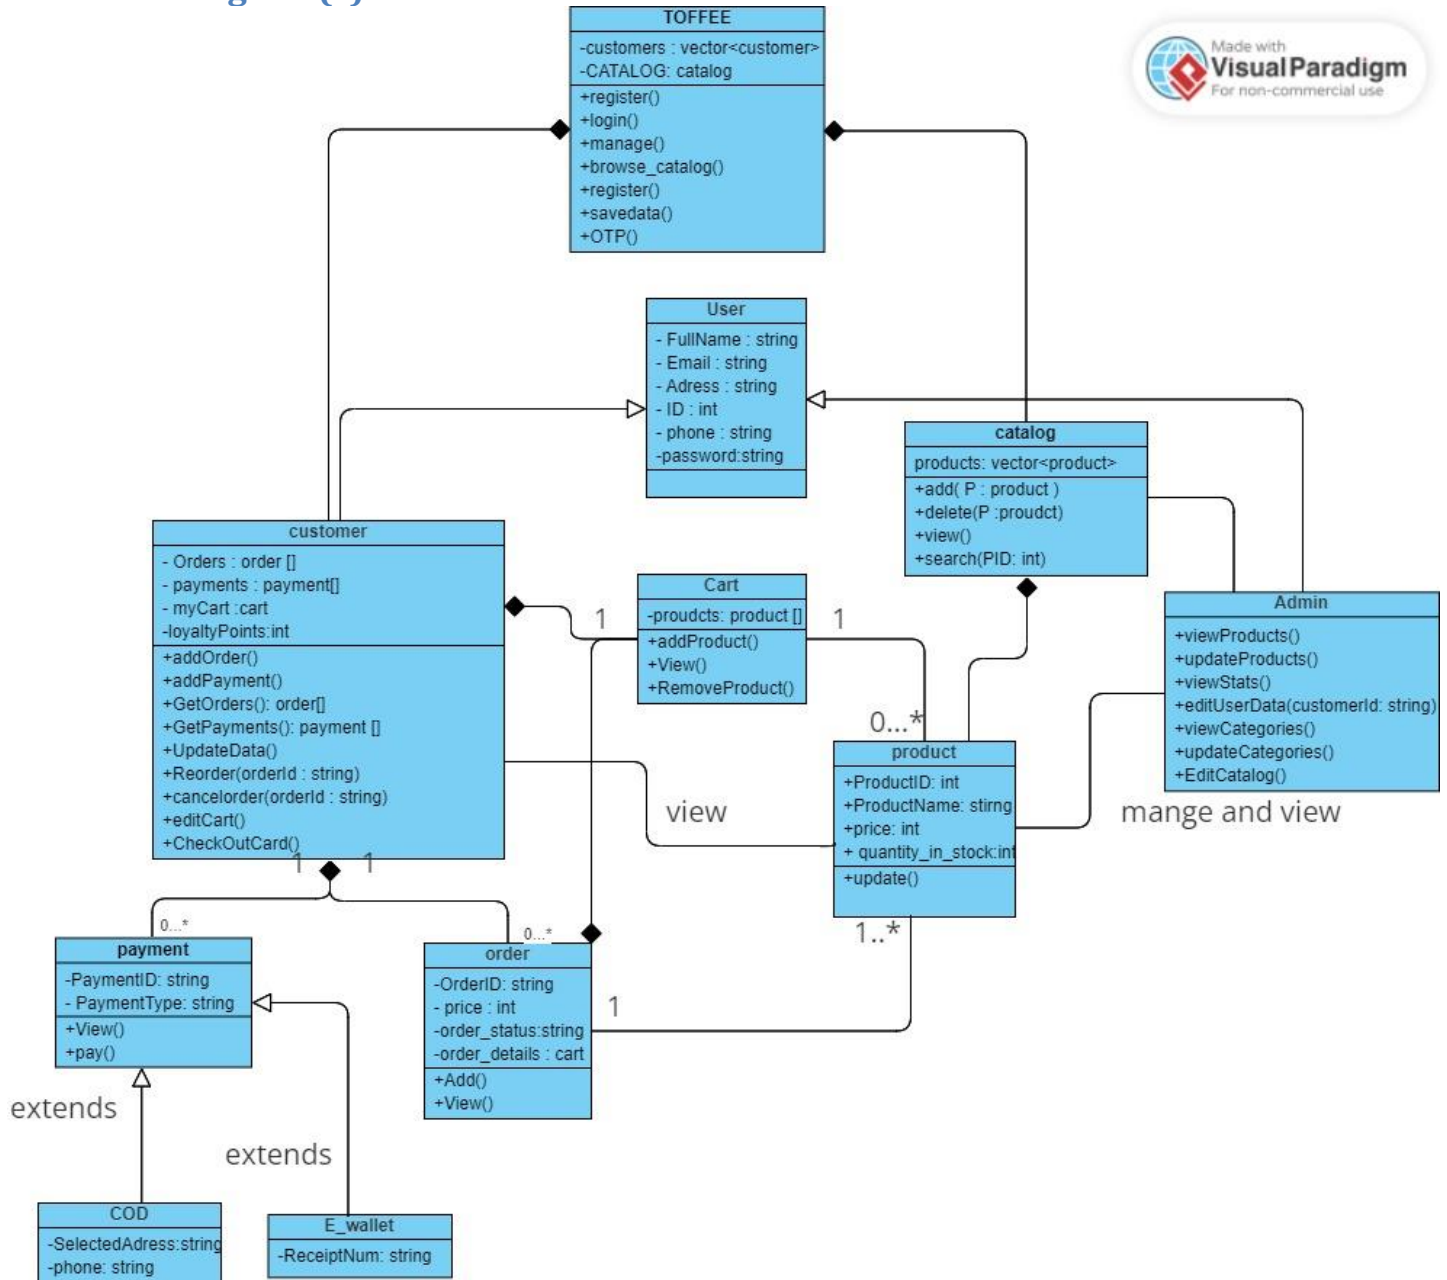 TOFFEE
-customers : vector<customer>
-CATALOG: catalog
+register()
+login()
+manage()
+browse_catalog()
+register()
+savedata()
+OTP()
Made with
Visual Paradigm
For non-commercial use
User
- FullName : string
- Email : string
- Adress : string
- ID : int
- phone : string
-password:string
catalog
products: vector<product>
+add( P : product )
+delete(P :proudct)
+view()
+search(PID: int)
customer
- Orders : order []
- payments : payment[]
- myCart :cart
-loyaltyPoints:int
+addOrder()
+addPayment()
+GetOrders(): order[]
+GetPayments(): payment []
+UpdateData()
+Reorder(orderId : string)
+cancelorder(orderId : string)
+editCart()
+CheckOutCard()
1
Cart
-proudcts: product []
+addProduct()
+View()
+RemoveProduct()
1
0...*
Admin
+viewProducts()
+updateProducts()
+viewStats()
+editUserData(customerId: string)
+viewCategories()
+updateCategories()
+EditCatalog()
view
product
+ProductID: int
+ProductName: stirng
+price: int
+ quantity_in_stock:int
+update()
mange and view
1
1
0...*
0...*
1..*
1
payment
-PaymentID: string
- PaymentType: string
+View()
+pay()
order
-OrderID: string
- price : int
-order_status:string
-order_details : cart
+Add()
+View()
extends
extends
COD
-SelectedAdress:string
-phone: string
E_wallet
-ReceiptNum: string